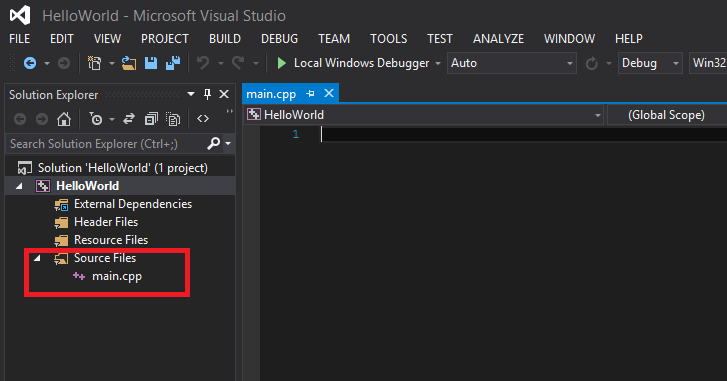 HelloWorld - Microsoft Visual Studio
FILE EDIT VIEW PROJECT BUILD DEBUG TEAM TOOLS TEST ANALYZE WINDOW HELP
Local Windows Debugger Auto Debug Win32
Solution Explorer
main.cpp
HelloWorld (Global Scope)
Search Solution Explorer (Ctrl+;)
1
Solution 'HelloWorld' (1 project)
HelloWorld
External Dependencies
Header Files
Resource Files
Source Files
main.cpp